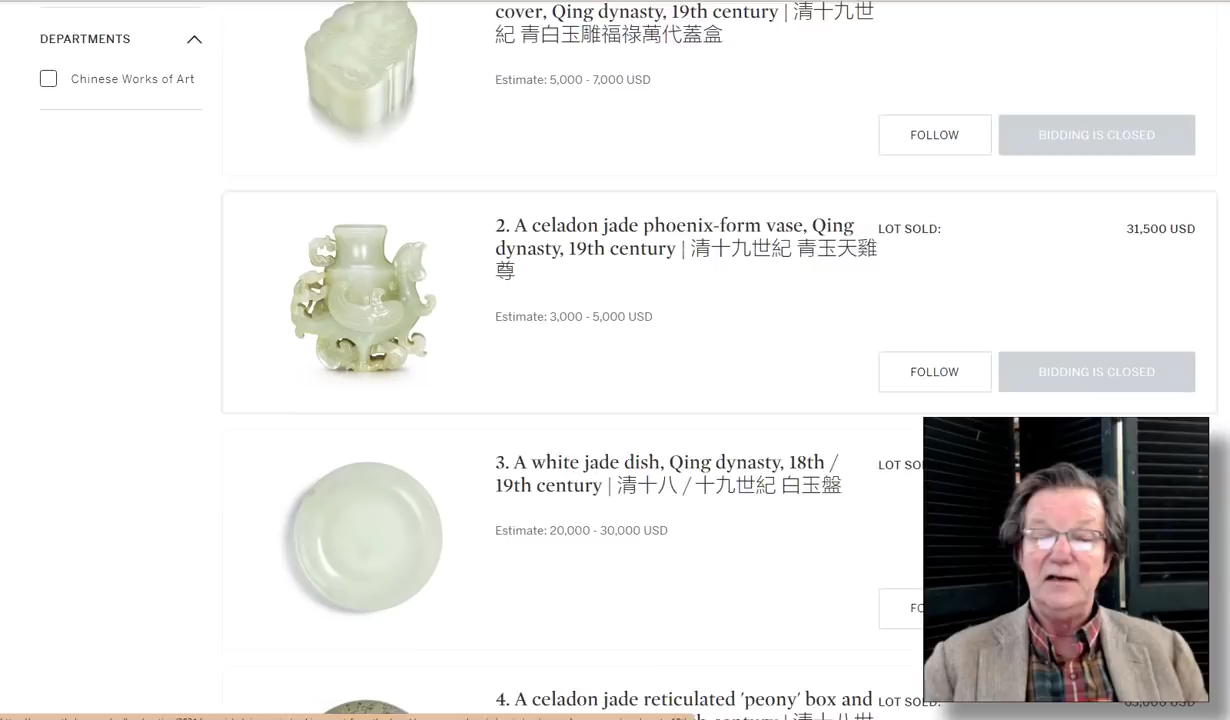 cover, Qing dynasty, 19th century | 清十九世
紀 青白玉雕福祿萬代蓋盒
DEPARTMENTS
Chinese Works of Art
Estimate: 5,000 - 7,000 USD
FOLLOW
BIDDING IS CLOSED
2. A celadon jade phoenix-form vase, Qing
dynasty, 19th century | 清十九世紀 青玉天雞
尊
LOT SOLD:
31,500 USD
Estimate: 3,000 - 5,000 USD
FOLLOW
BIDDING IS CLOSED
3. A white jade dish, Qing dynasty, 18th /
19th century | 清十八 / 十九世紀 白玉盤
LOT SO
Estimate: 20,000 - 30,000 USD
FO
4. A celadon jade reticulated 'peony' box and
LOT SOLD: